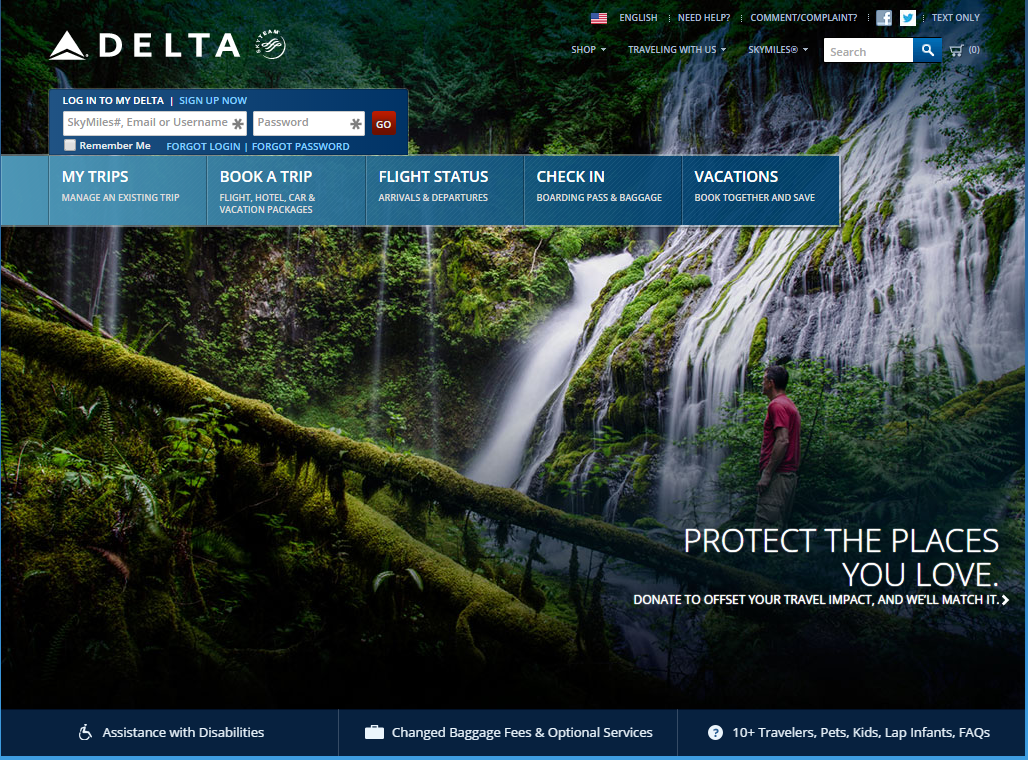 ENGLISH
NEED HELP?
COMMENT/COMPLAINT?
TEXT ONLY
DELTA
SKYTEAM
SHOP
TRAVELING WITH US
SKYMILES®
Search
(0)
LOG IN TO MY DELTA | SIGN UP NOW
SkyMiles#, Email or Username
Password
GO
Remember Me
FORGOT LOGIN | FORGOT PASSWORD
MY TRIPS
MANAGE AN EXISTING TRIP
BOOK A TRIP
FLIGHT, HOTEL, CAR &
VACATION PACKAGES
FLIGHT STATUS
ARRIVALS & DEPARTURES
CHECK IN
BOARDING PASS & BAGGAGE
VACATIONS
BOOK TOGETHER AND SAVE
PROTECT THE PLACES
YOU LOVE.
DONATE TO OFFSET YOUR TRAVEL IMPACT, AND WE'LL MATCH IT.
Assistance with Disabilities
Changed Baggage Fees & Optional Services
10+ Travelers, Pets, Kids, Lap Infants, FAQs